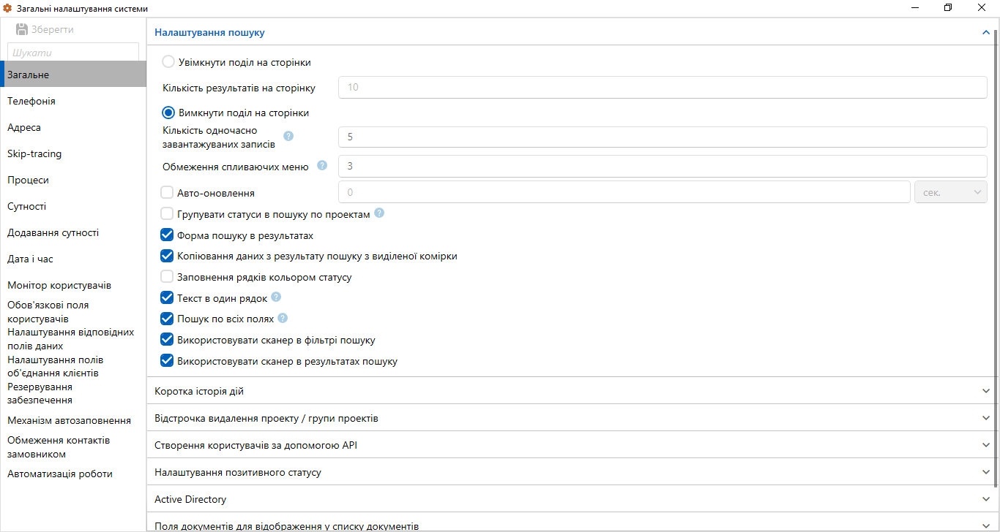 Загальні налаштування системи
Зберегти
Шукати
Загальне
Телефонія
Адреса
Skip-tracing
Процеси
Сутності
Додавання сутності
Дата і час
Монітор користувачів
Обов'язкові поля
користувачів
Налаштування відповідних
полів даних
Налаштування полів
об'єднання клієнтів
Резервування
забезпечення
Механізм автозаповнення
Обмеження контактів
замовником
Автоматизація роботи
Налаштування пошуку
Увімкнути поділ на сторінки
Кількість результатів на сторінку 10
Вимкнути поділ на сторінки
Кількість одночасно
завантажуваних записів ? 5
Обмеження спливаючих меню ? 3
Авто-оновлення 0 сек.
Групувати статуси в пошуку по проектам ?
Форма пошуку в результатах
Копіювання даних з результату пошуку з виділеної комірки
Заповнення рядків кольором статусу
Текст в один рядок ?
Пошук по всіх полях ?
Використовувати сканер в фільтрі пошуку
Використовувати сканер в результатах пошуку
Коротка історія дій
Відстрочка видалення проекту / групи проектів
Створення користувачів за допомогою API
Налаштування позитивного статусу
Active Directory
Поля документів для відображення у списку документів